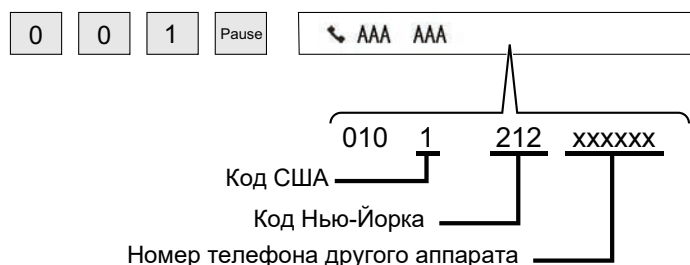 0 0 1 Pause AAA AAA
010 1 212 xxxxxx
Код США
Код Нью-Йорка
Номер телефона другого аппарата